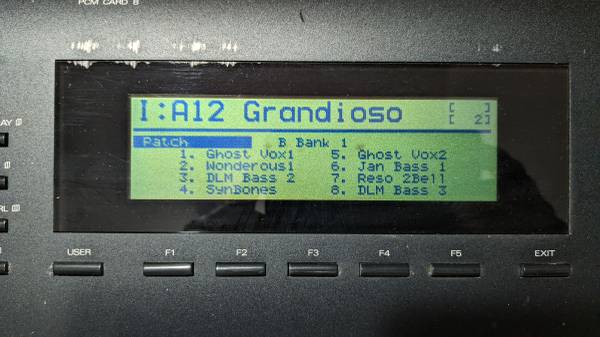 PCM CARD B
I:A12 Grandioso [ ]
[ 2]
Patch B Bank 1
1. Ghost Vox1 5. Ghost Vox2
2. Wonderous1 6. Jan Bass 1
3. DLM Bass 2 7. Reso 2Bell
4. SynBones 8. DLM Bass 3
USER F1 F2 F3 F4 F5 EXIT